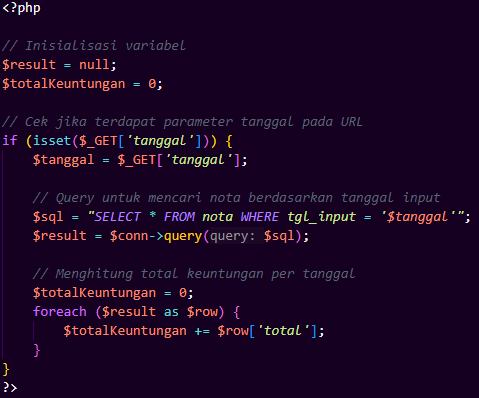 <?php
// Inisialisasi variabel
$result = null;
$totalKeuntungan = 0;
// Cek jika terdapat parameter tanggal pada URL
if (isset($_GET['tanggal'])) {
$tanggal = $_GET['tanggal'];
// Query untuk mencari nota berdasarkan tanggal input
$sql = "SELECT * FROM nota WHERE tgl_input = '$tanggal'";
$result = $conn->query(query: $sql);
// Menghitung total keuntungan per tanggal
$totalKeuntungan = 0;
foreach ($result as $row) {
$totalKeuntungan += $row['total'];
}
}
?>